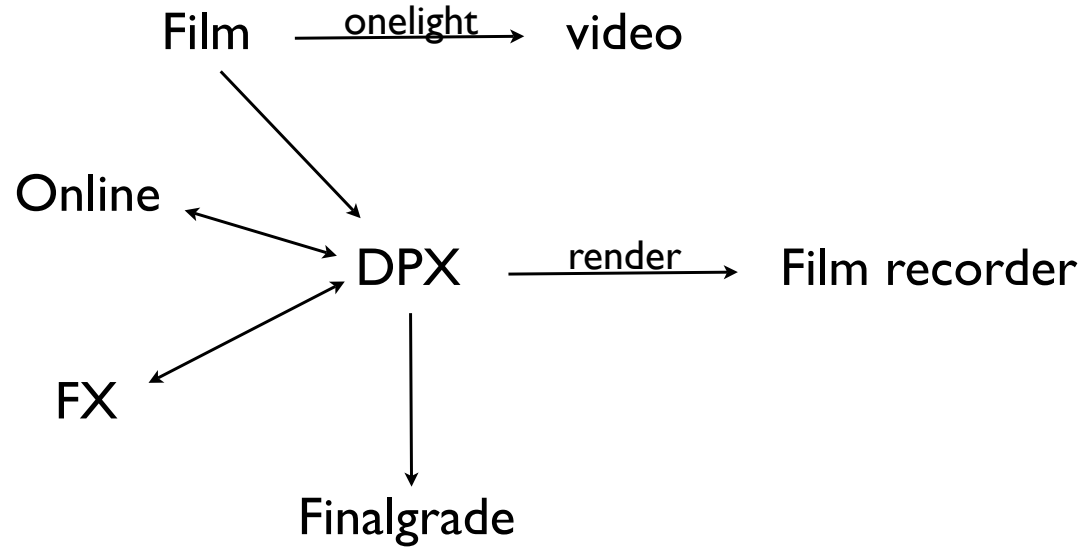 Film
onelight
video
Online
DPX
render
Film recorder
FX
Finalgrade